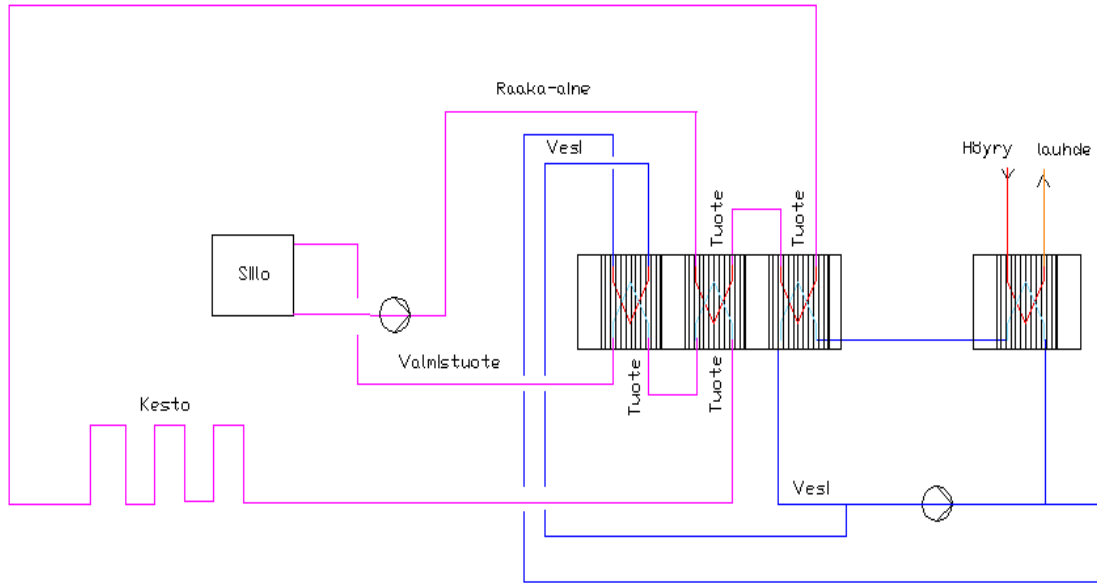 Raaka-aine
Vesi
Höyry
lauhde
Tuote
Tuote
Siilo
Valmistuote
Tuote
Tuote
Kesto
Vesi